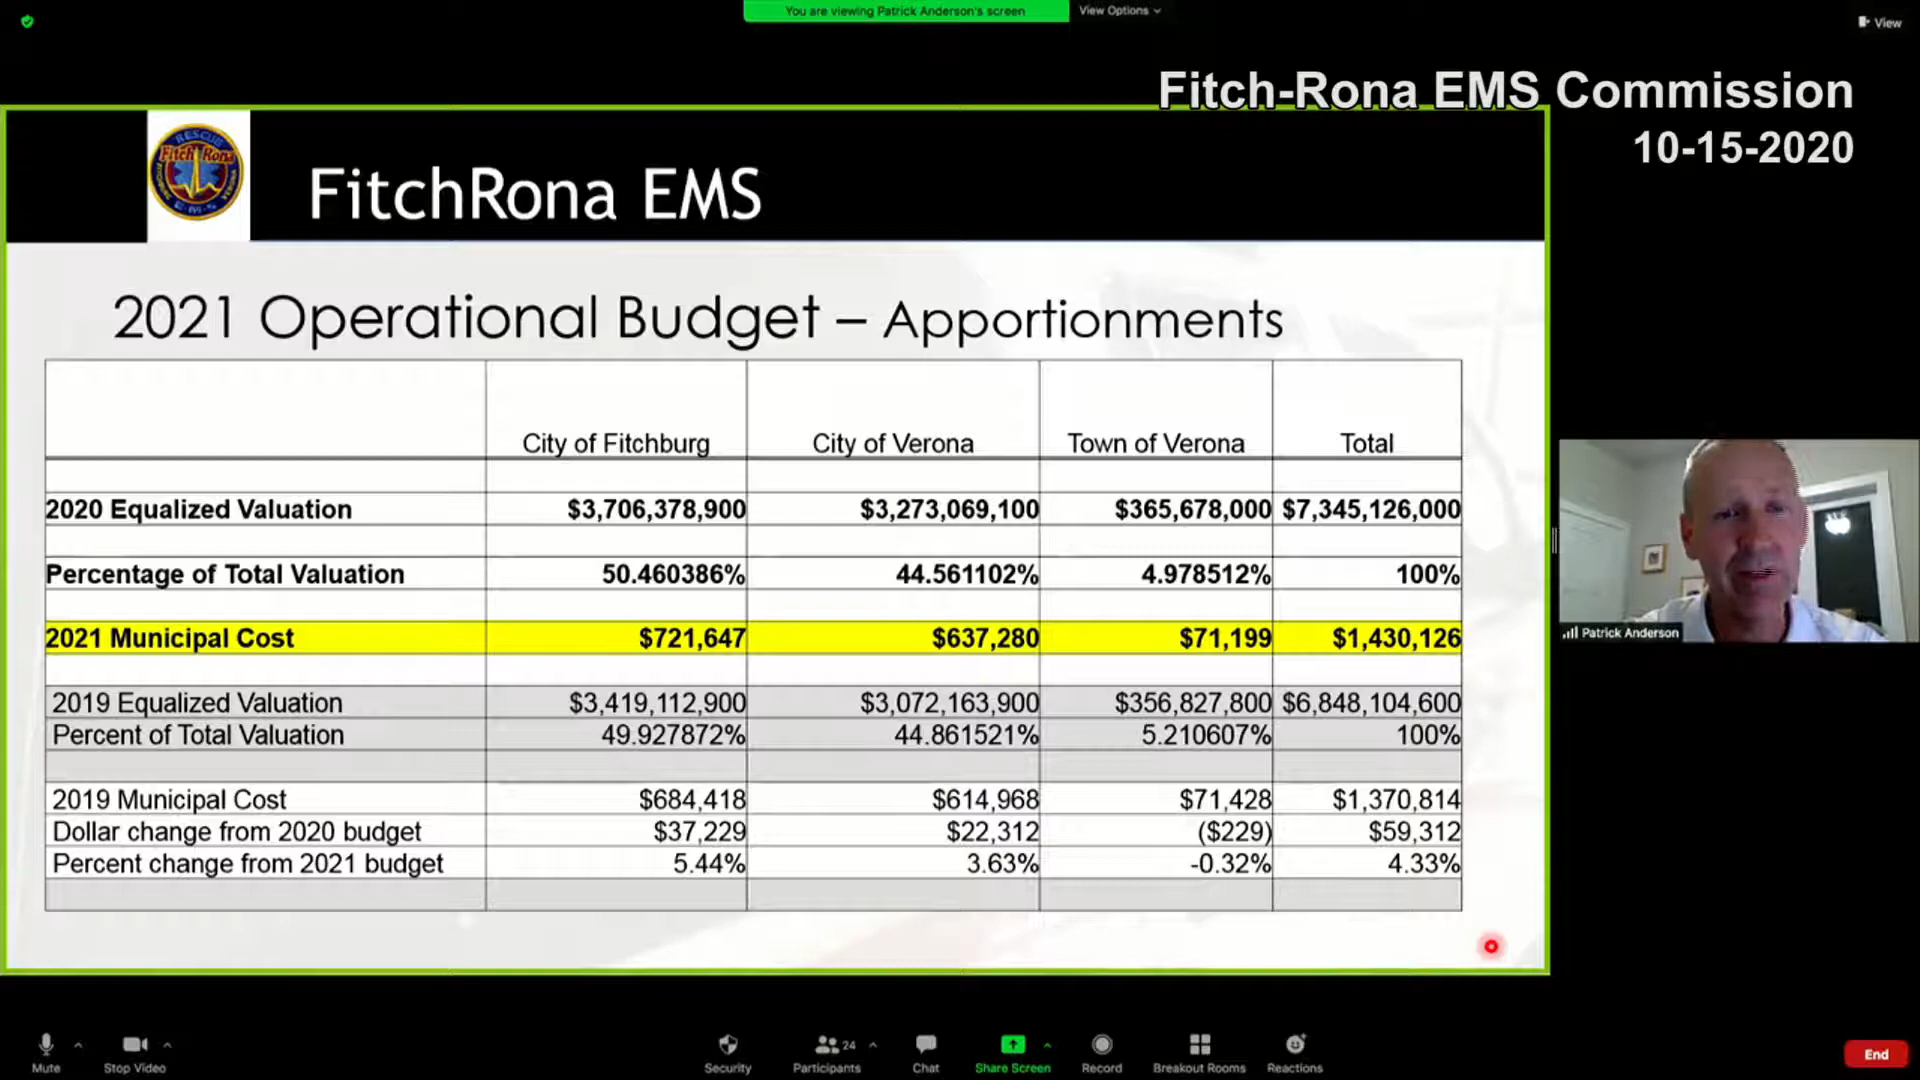 You are viewing Patrick Anderson's screen
View Options
View
Fitch-Rona EMS Commission
10-15-2020
RESCUE
Fitch Rona
FitchRona EMS
2021 Operational Budget – Apportionments
City of Fitchburg City of Verona Town of Verona Total
2020 Equalized Valuation $3,706,378,900 $3,273,069,100 $365,678,000 $7,345,126,000
Percentage of Total Valuation 50.460386% 44.561102% 4.978512% 100%
2021 Municipal Cost $721,647 $637,280 $71,199 $1,430,126
2019 Equalized Valuation $3,419,112,900 $3,072,163,900 $356,827,800 $6,848,104,600
Percent of Total Valuation 49.927872% 44.861521% 5.210607% 100%
2019 Municipal Cost $684,418 $614,968 $71,428 $1,370,814
Dollar change from 2020 budget $37,229 $22,312 ($229) $59,312
Percent change from 2021 budget 5.44% 3.63% -0.32% 4.33%
Patrick Anderson
Mute
Stop Video
Security
24
Participants
Chat
Share Screen
Record
Breakout Rooms
Reactions
End